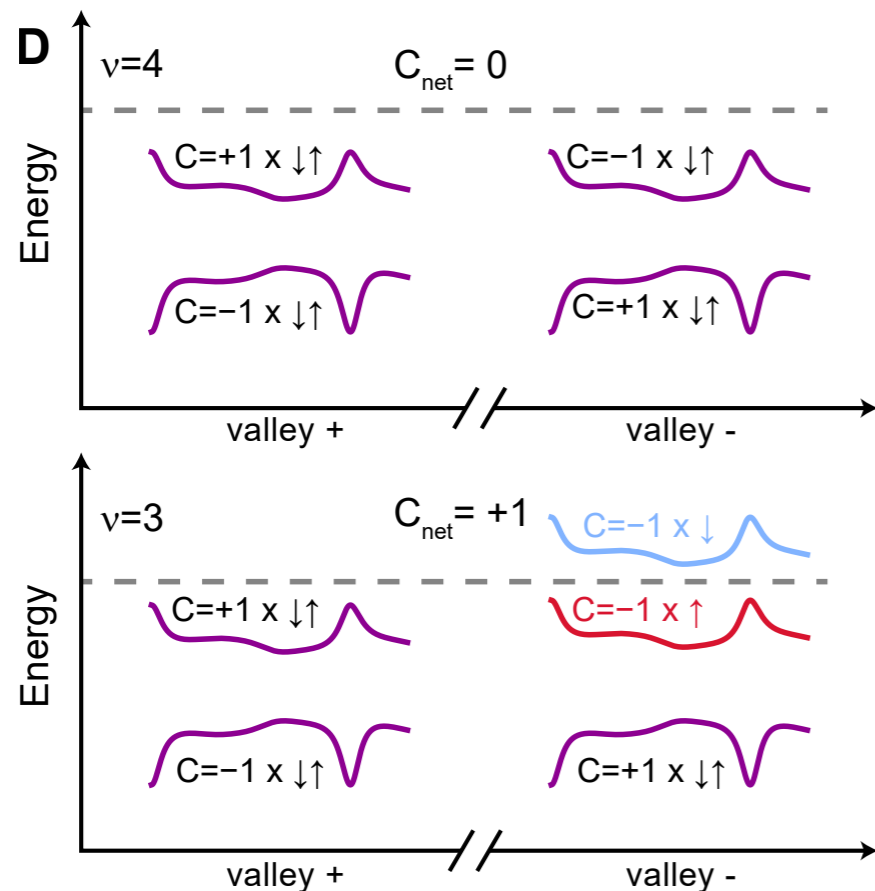 D
ν=4
C_net = 0
Energy
C=+1 x ↓↑
C=−1 x ↓↑
C=−1 x ↓↑
C=+1 x ↓↑
valley +
valley -
ν=3
C_net = +1
Energy
C=−1 x ↓
C=+1 x ↓↑
C=−1 x ↑
C=−1 x ↓↑
C=+1 x ↓↑
valley +
valley -